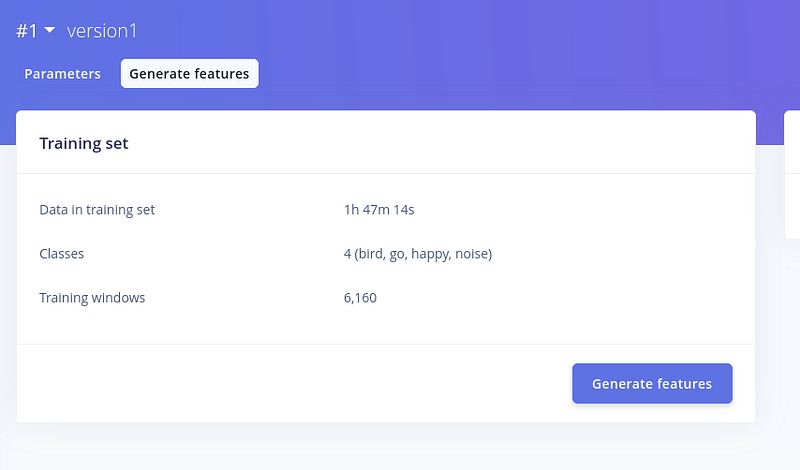 #1 version1
Parameters Generate features
Training set
Data in training set 1h 47m 14s
Classes 4 (bird, go, happy, noise)
Training windows 6,160
Generate features